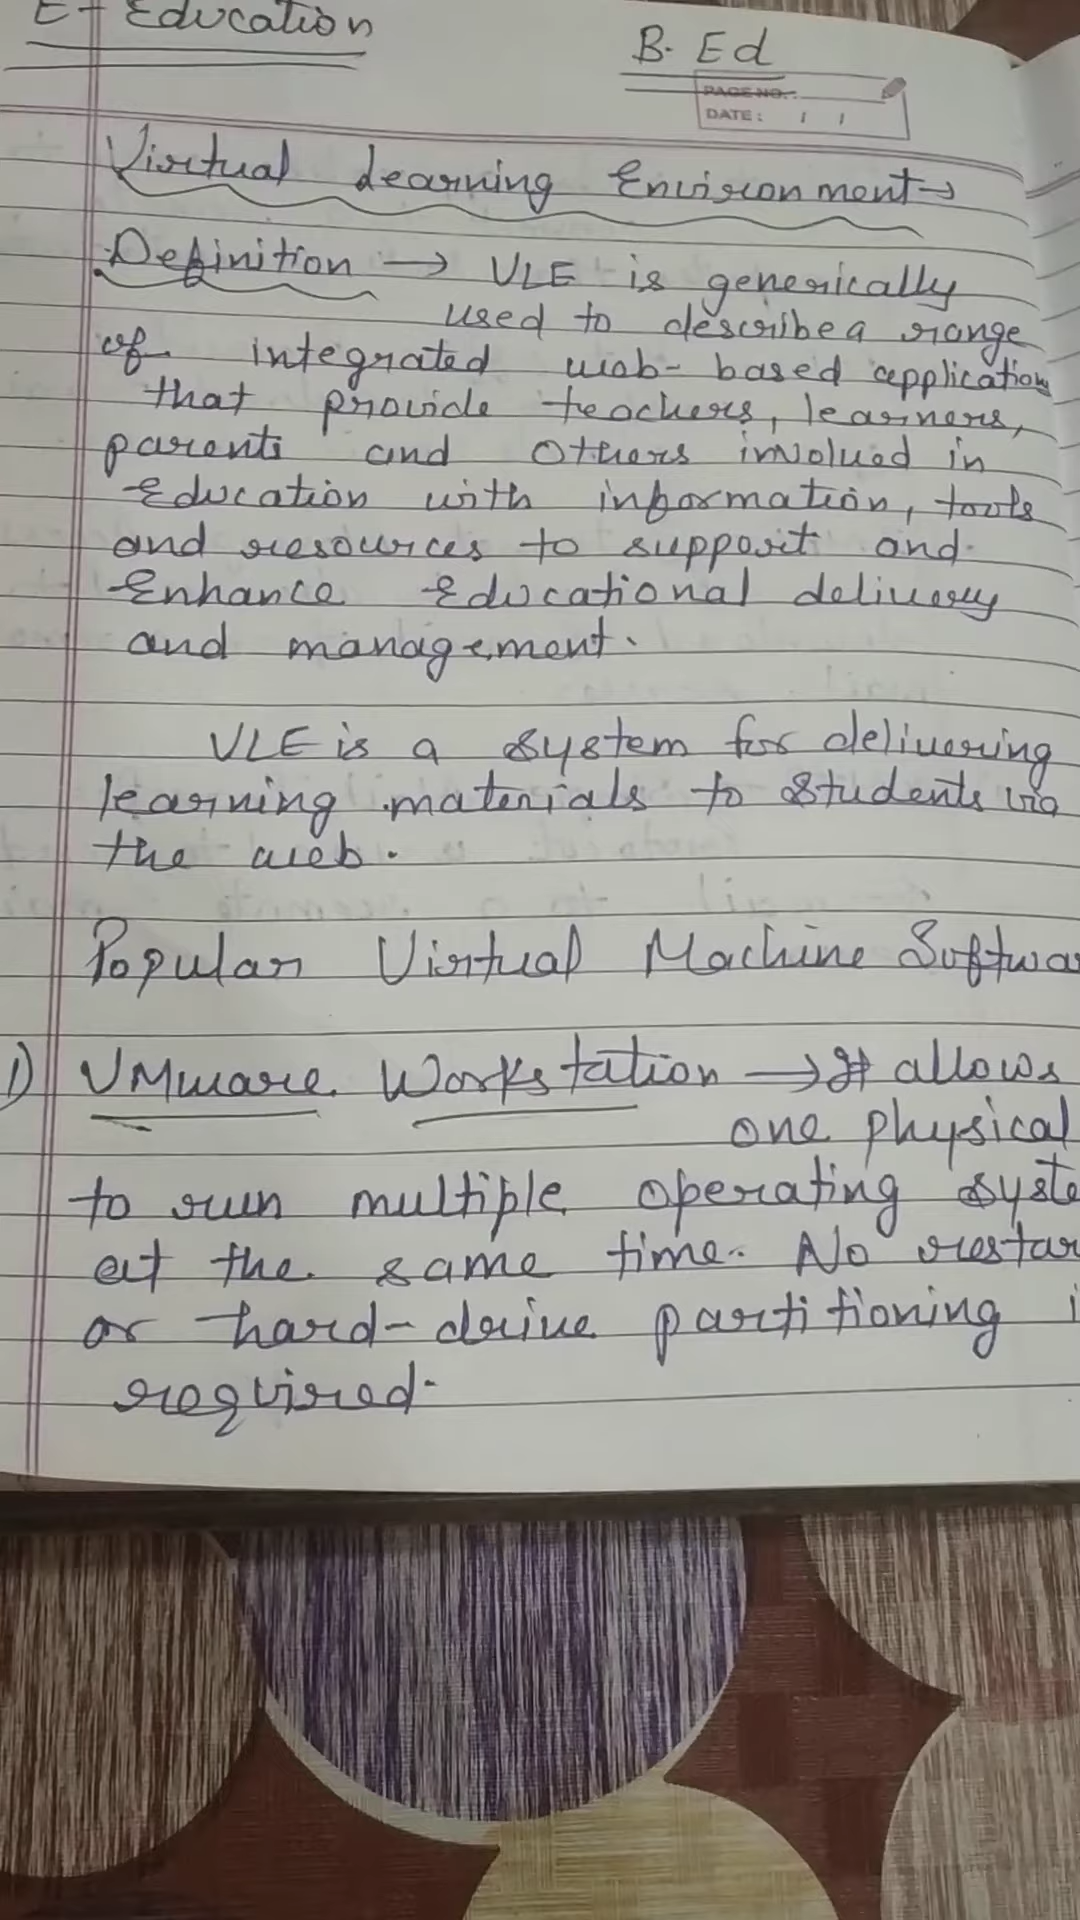 E-Education
B. Ed
PAGE NO.:
DATE: / /
Virtual Learning Environment→
Definition → VLE is generically
used to describe a range
of integrated web-based applications
that provide teachers, learners,
parents and others involved in
Education with information, tools
and resources to support and
Enhance Educational delivery
and management.
VLE is a system for delivering
learning materials to students via
the web.
Popular Virtual Machine Softwa
1) VMware Workstation → It allows
one physical
to run multiple operating syste
at the same time. No restar
or hard-drive partitioning i
required.